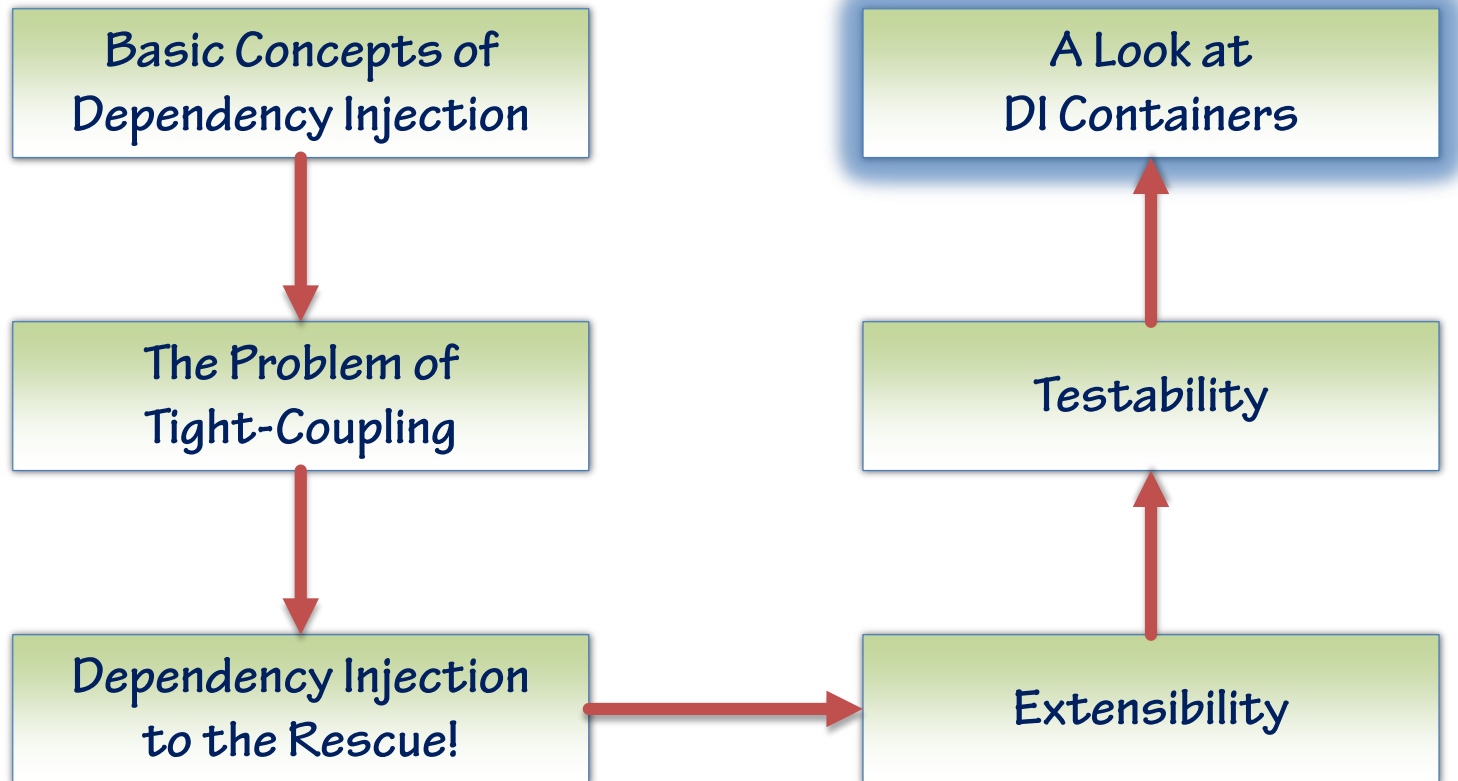 Basic Concepts of
Dependency Injection
The Problem of
Tight-Coupling
Dependency Injection
to the Rescue!
Extensibility
Testability
A Look at
DI Containers